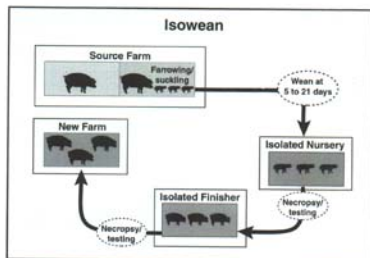 Isowean
Source Farm
Farrowing/
suckling
Wean at
5 to 21 days
New Farm
Isolated Nursery
Necropsy/
testing
Isolated Finisher
Necropsy/
testing